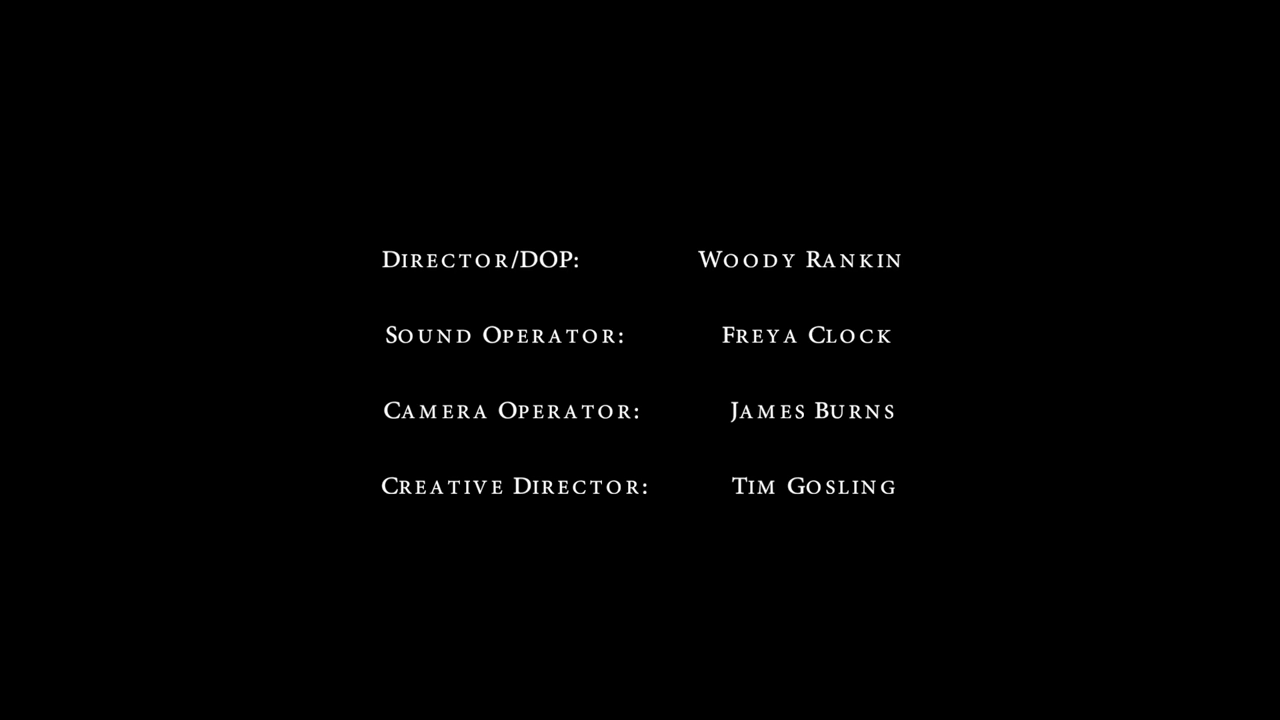 Director/DOP: Woody Rankin
Sound Operator: Freya Clock
Camera Operator: James Burns
Creative Director: Tim Gosling